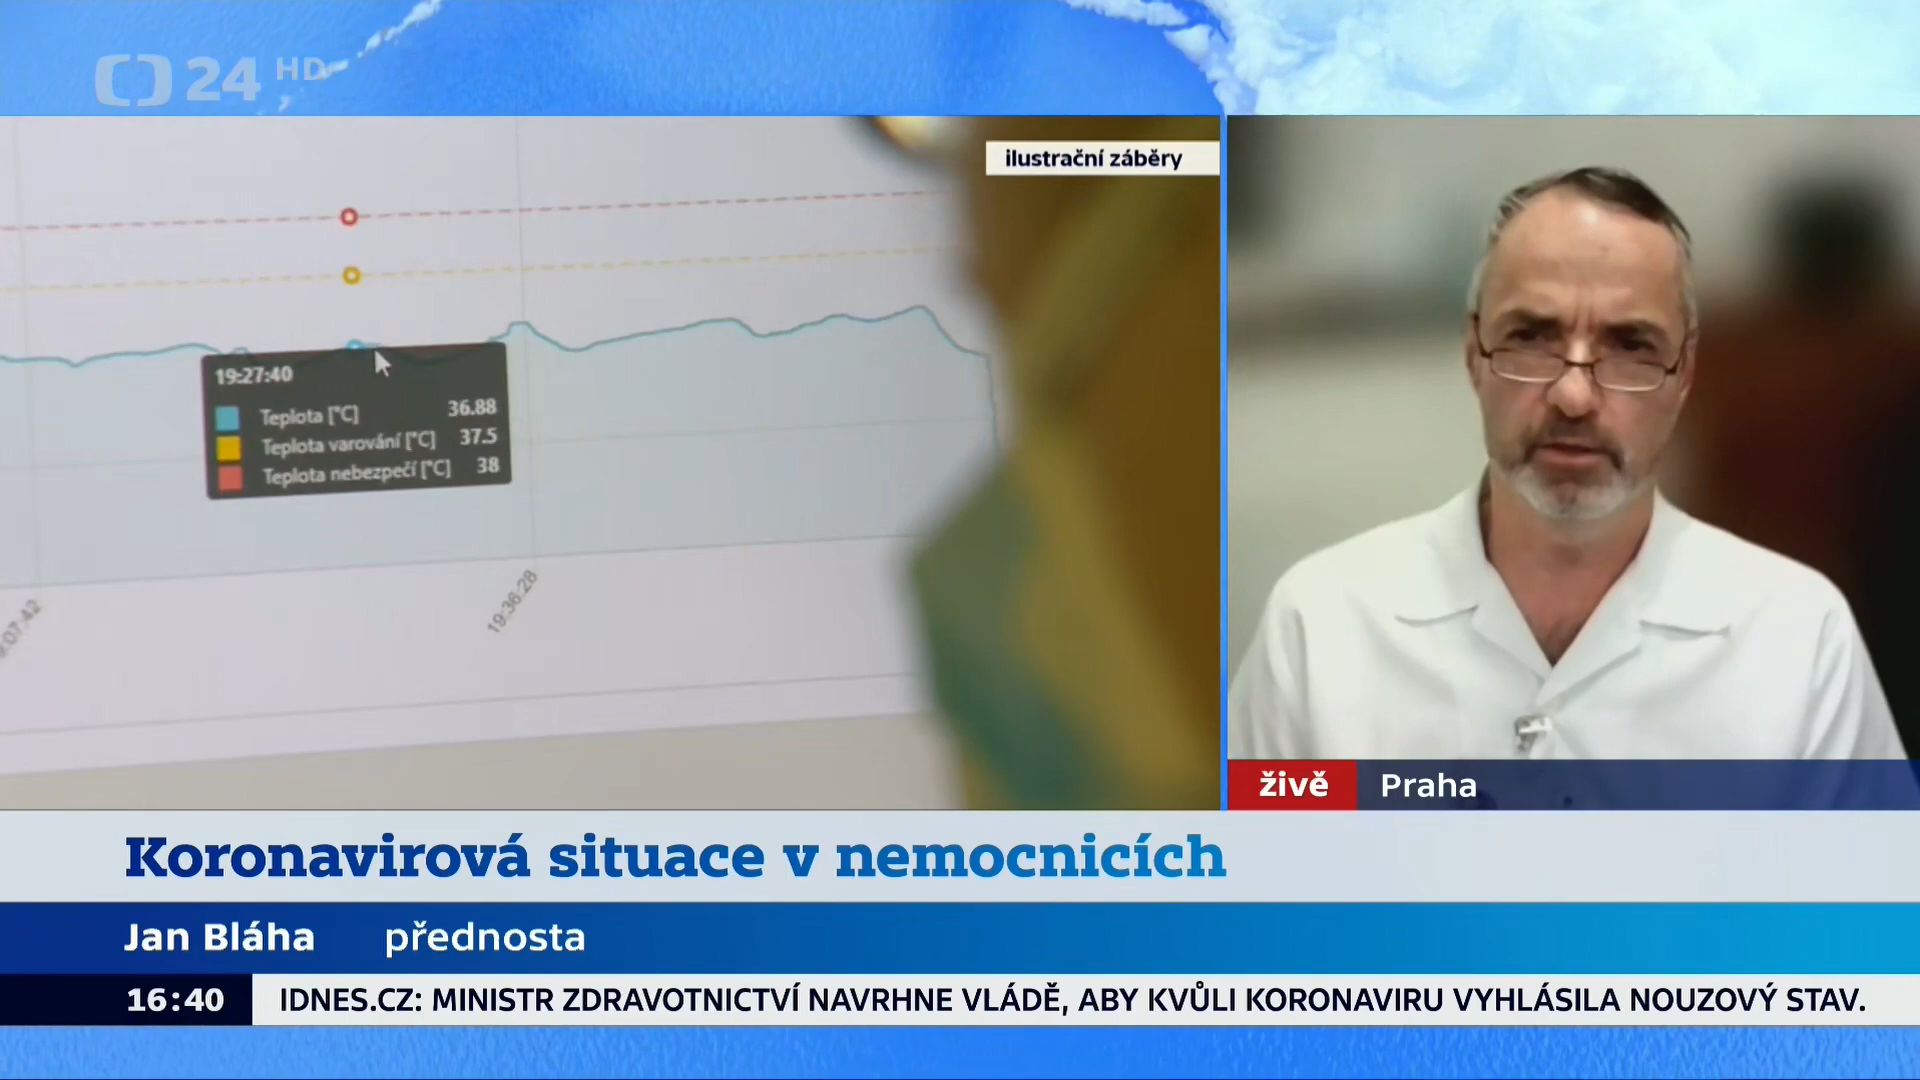 24 HD
ilustrační záběry
19:27:40
Teplota [°C] 36.88
Teplota varování [°C] 37.5
Teplota nebezpečí [°C] 38
19:36:28
živě Praha
Koronavirová situace v nemocnicích
Jan Bláha přednosta
16:40 IDNES.CZ: MINISTR ZDRAVOTNICTVÍ NAVRHNE VLÁDĚ, ABY KVŮLI KORONAVIRU VYHLÁSILA NOUZOVÝ STAV.